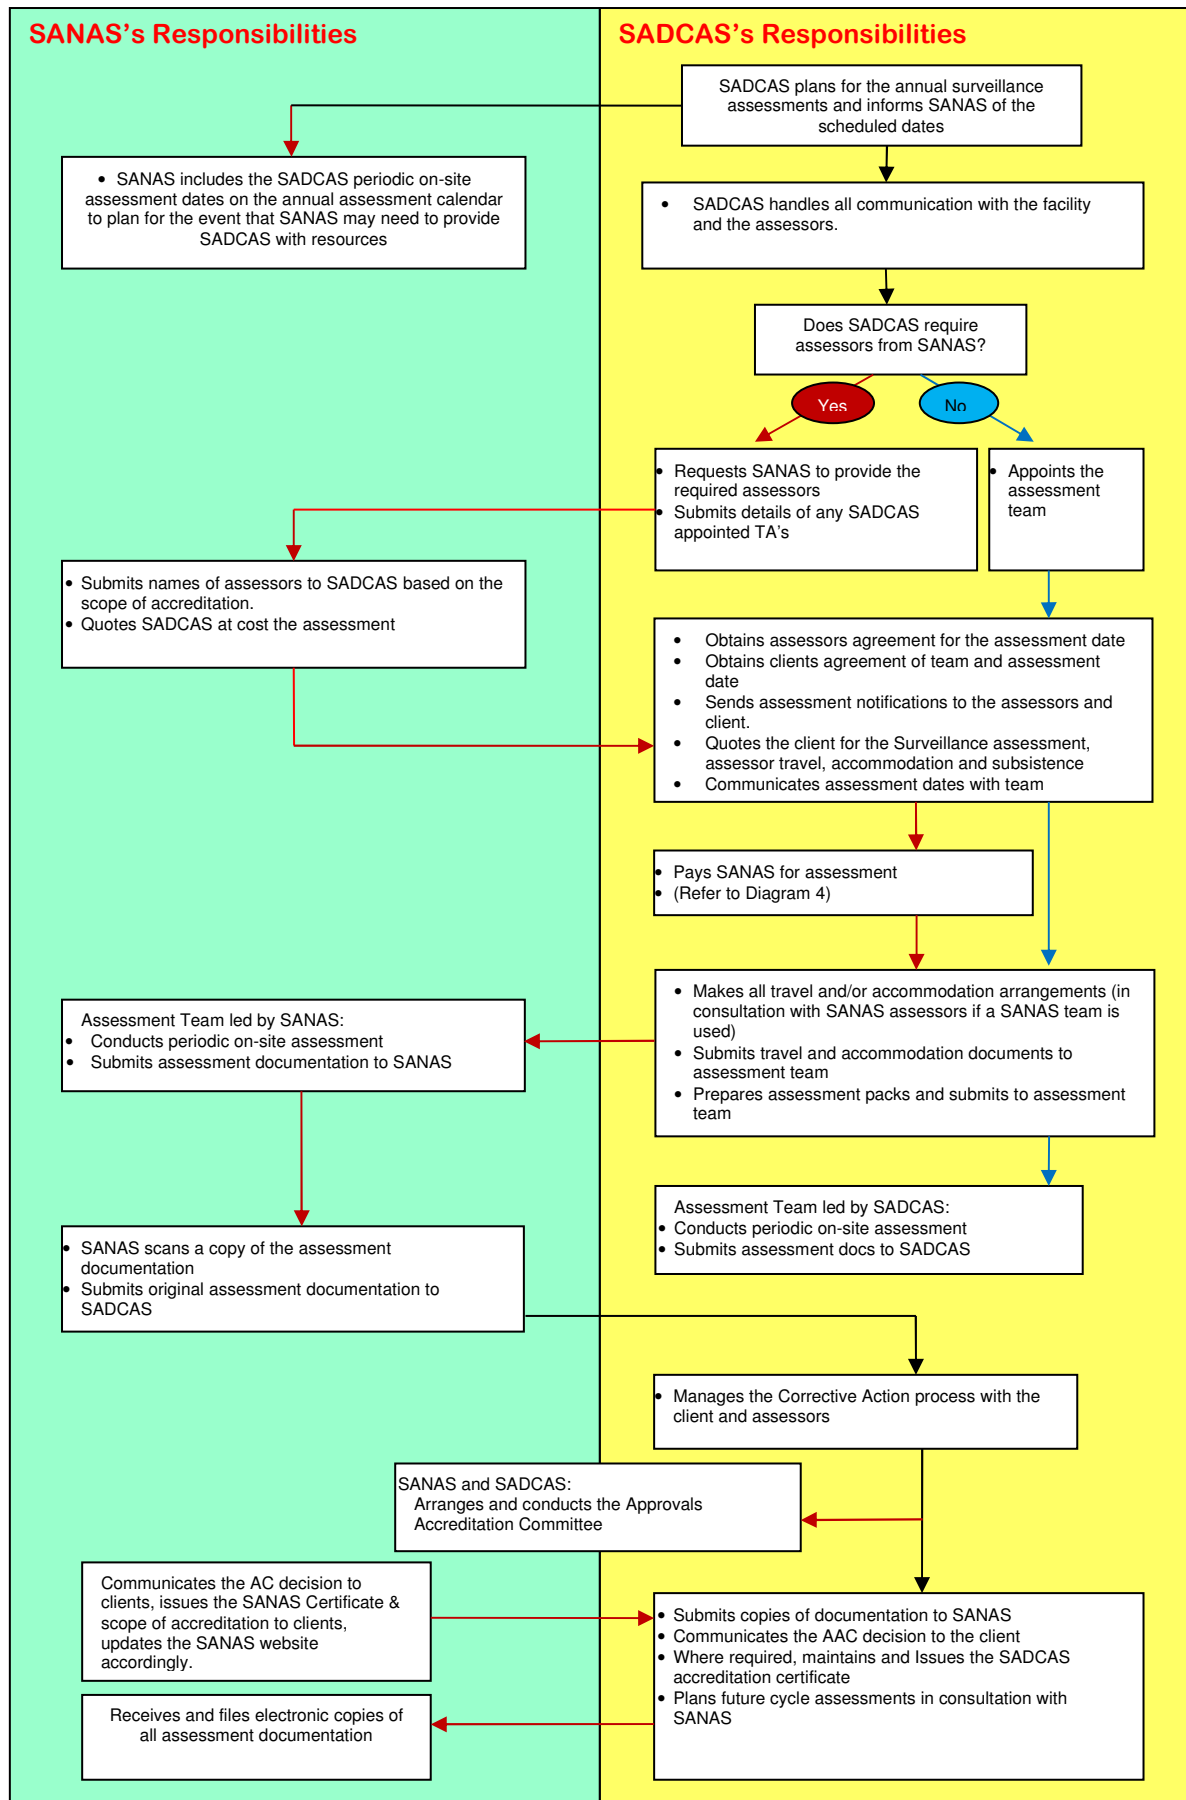 SANAS's Responsibilities
SADCAS's Responsibilities
SADCAS plans for the annual surveillance
assessments and informs SANAS of the
scheduled dates
• SANAS includes the SADCAS periodic on-site
assessment dates on the annual assessment calendar
to plan for the event that SANAS may need to provide
SADCAS with resources
• SADCAS handles all communication with the facility
and the assessors.
Does SADCAS require
assessors from SANAS?
Yes
No
• Requests SANAS to provide the
required assessors
• Submits details of any SADCAS
appointed TA's
• Appoints the
assessment
team
• Submits names of assessors to SADCAS based on the
scope of accreditation.
• Quotes SADCAS at cost the assessment
• Obtains assessors agreement for the assessment date
• Obtains clients agreement of team and assessment
date
• Sends assessment notifications to the assessors and
client.
• Quotes the client for the Surveillance assessment,
assessor travel, accommodation and subsistence
• Communicates assessment dates with team
• Pays SANAS for assessment
• (Refer to Diagram 4)
• Makes all travel and/or accommodation arrangements (in
consultation with SANAS assessors if a SANAS team is
used)
• Submits travel and accommodation documents to
assessment team
• Prepares assessment packs and submits to assessment
team
Assessment Team led by SANAS:
• Conducts periodic on-site assessment
• Submits assessment documentation to SANAS
Assessment Team led by SADCAS:
• Conducts periodic on-site assessment
• Submits assessment docs to SADCAS
• SANAS scans a copy of the assessment
documentation
• Submits original assessment documentation to
SADCAS
• Manages the Corrective Action process with the
client and assessors
SANAS and SADCAS:
Arranges and conducts the Approvals
Accreditation Committee
Communicates the AC decision to
clients, issues the SANAS Certificate &
scope of accreditation to clients,
updates the SANAS website
accordingly.
• Submits copies of documentation to SANAS
• Communicates the AAC decision to the client
• Where required, maintains and Issues the SADCAS
accreditation certificate
• Plans future cycle assessments in consultation with
SANAS
Receives and files electronic copies of
all assessment documentation